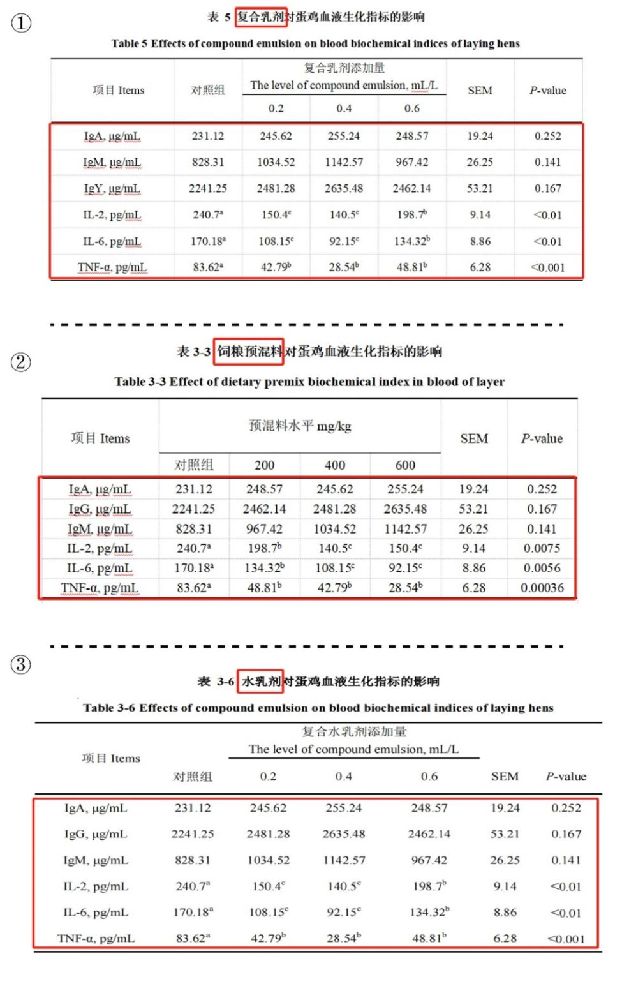 ①
表 5 复合乳剂对蛋鸡血液生化指标的影响
Table 5 Effects of compound emulsion on blood biochemical indices of laying hens
项目 Items 对照组 复合乳剂添加量 The level of compound emulsion, mL/L SEM P-value
0.2 0.4 0.6
IgA, μg/mL 231.12 245.62 255.24 248.57 19.24 0.252
IgM, μg/mL 828.31 1034.52 1142.57 967.42 26.25 0.141
IgY, μg/mL 2241.25 2481.28 2635.48 2462.14 53.21 0.167
IL-2, pg/mL 240.7ᵃ 150.4ᶜ 140.5ᶜ 198.7ᵇ 9.14 <0.01
IL-6, pg/mL 170.18ᵃ 108.15ᶜ 92.15ᶜ 134.32ᵇ 8.86 <0.01
TNF-α, pg/mL 83.62ᵃ 42.79ᵇ 28.54ᵇ 48.81ᵇ 6.28 <0.001
②
表 3-3 饲粮预混料对蛋鸡血液生化指标的影响
Table 3-3 Effect of dietary premix biochemical index in blood of layer
项目 Items 预混料水平 mg/kg SEM P-value
对照组 200 400 600
IgA, μg/mL 231.12 248.57 245.62 255.24 19.24 0.252
IgG, μg/mL 2241.25 2462.14 2481.28 2635.48 53.21 0.167
IgM, μg/mL 828.31 967.42 1034.52 1142.57 26.25 0.141
IL-2, pg/mL 240.7ᵃ 198.7ᵇ 140.5ᶜ 150.4ᶜ 9.14 0.0075
IL-6, pg/mL 170.18ᵃ 134.32ᵇ 108.15ᶜ 92.15ᶜ 8.86 0.0056
TNF-α, pg/mL 83.62ᵃ 48.81ᵇ 42.79ᵇ 28.54ᵇ 6.28 0.00036
③
表 3-6 水乳剂对蛋鸡血液生化指标的影响
Table 3-6 Effects of compound emulsion on blood biochemical indices of laying hens
复合水乳剂添加量
项目 Items The level of compound emulsion, mL/L
对照组 0.2 0.4 0.6 SEM P-value
IgA, μg/mL 231.12 245.62 255.24 248.57 19.24 0.252
IgG, μg/mL 2241.25 2481.28 2635.48 2462.14 53.21 0.167
IgM, μg/mL 828.31 1034.52 1142.57 967.42 26.25 0.141
IL-2, pg/mL 240.7ᵃ 150.4ᶜ 140.5ᶜ 198.7ᵇ 9.14 <0.01
IL-6, pg/mL 170.18ᵃ 108.15ᶜ 92.15ᶜ 134.32ᵇ 8.86 <0.01
TNF-α, pg/mL 83.62ᵃ 42.79ᵇ 28.54ᵇ 48.81ᵇ 6.28 <0.001